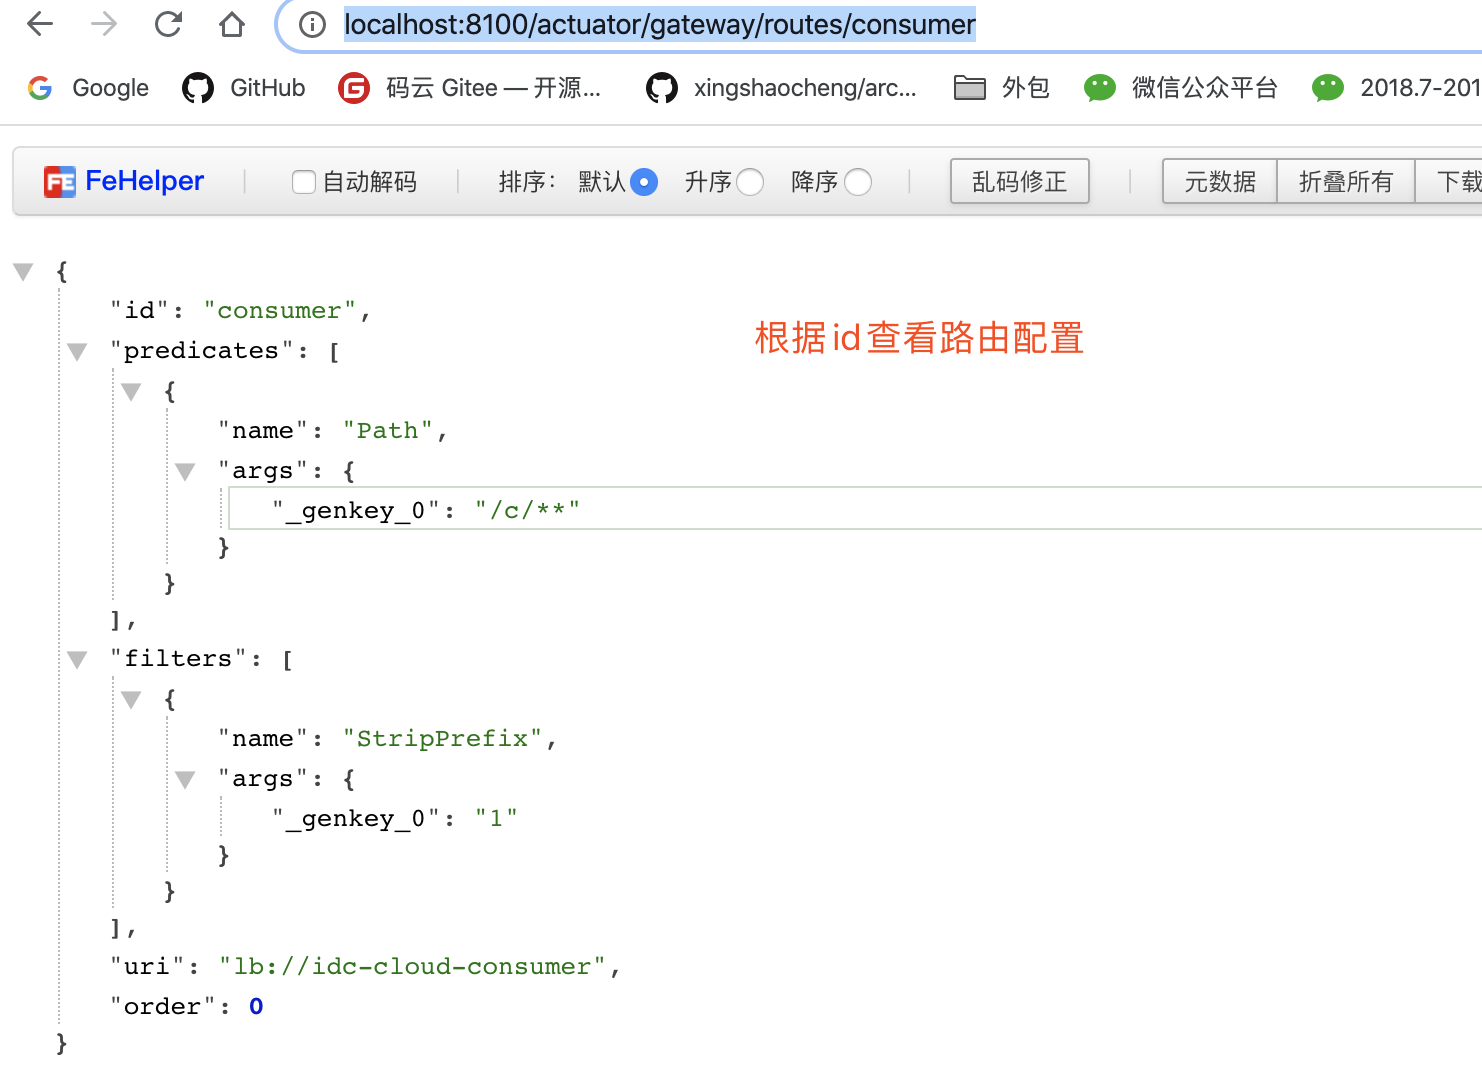 localhost:8100/actuator/gateway/routes/consumer
Google GitHub 码云 Gitee — 开源... xingshaocheng/arc... 外包 微信公众平台 2018.7-201
FeHelper 自动解码 排序: 默认 升序 降序 乱码修正 元数据 折叠所有 下载
{
"id": "consumer",
根据id查看路由配置
"predicates": [
{
"name": "Path",
"args": {
"_genkey_0": "/c/**"
}
}
],
"filters": [
{
"name": "StripPrefix",
"args": {
"_genkey_0": "1"
}
}
],
"uri": "lb://idc-cloud-consumer",
"order": 0
}